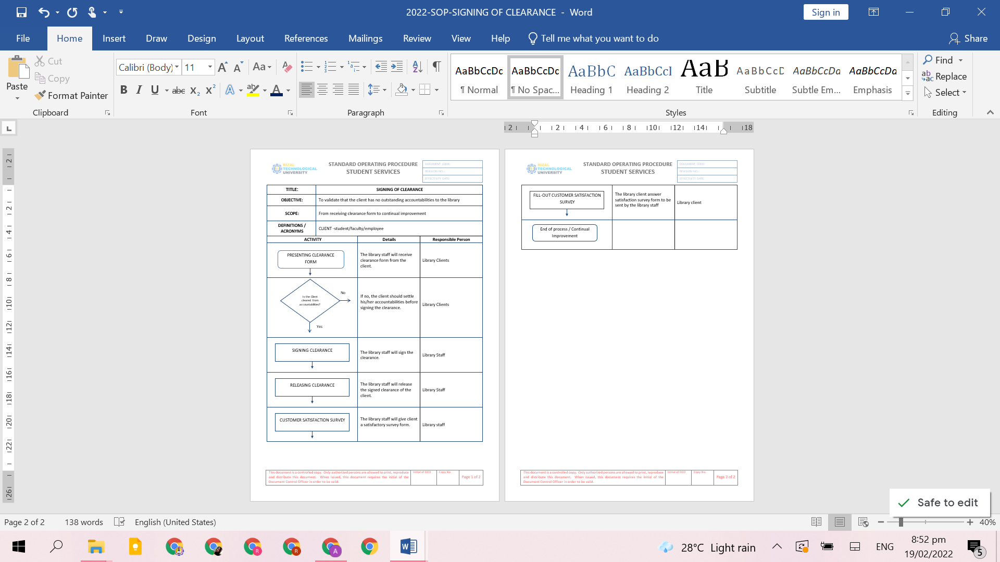 2022-SOP-SIGNING OF CLEARANCE - Word
Sign in
File
Home
Insert
Draw
Design
Layout
References
Mailings
Review
View
Help
Tell me what you want to do
Share
Paste
Cut
Copy
Format Painter
Clipboard
Calibri (Body)
11
Font
Paragraph
AaBbCcDc
¶ Normal
AaBbCcDc
¶ No Spac...
AaBbC
Heading 1
AaBbCcI
Heading 2
AaB
Title
AaBbCcD
Subtitle
AaBbCcDa
Subtle Em...
AaBbCcDa
Emphasis
Styles
Find
Replace
Select
Editing
2 2 4 6 8 10 12 14 18
2 2 4 6 8 10 12 14 16 18 20 22 26
RIZAL
TECHNOLOGICAL
UNIVERSITY
STANDARD OPERATING PROCEDURE
STUDENT SERVICES
DOCUMENT CODE:
REVISION NO.:
EFFECTIVITY DATE:
TITLE:
SIGNING OF CLEARANCE
OBJECTIVE:
To validate that the client has no outstanding accountabilities to the library
SCOPE:
From receiving clearance form to continual improvement
DEFINITIONS /
ACRONYMS
CLIENT -student/faculty/employee
ACTIVITY
Details
Responsible Person
PRESENTING CLEARANCE
FORM
The library staff will receive
clearance form from the
client.
Library Clients
Is the Client
cleared from
accountabilities?
No
Yes
If no, the client should settle
his/her accountabilities before
signing the clearance.
Library Clients
SIGNING CLEARANCE
The library staff will sign the
clearance.
Library Staff
RELEASING CLEARANCE
The library staff will release
the signed clearance of the
client.
Library Staff
CUSTOMER SATISFACTION SURVEY
The library staff will give client
a satisfactory survey form.
Library staff
This document is a controlled copy. Only authorized persons are allowed to print, reproduce
and distribute this document. When issued, this document requires the initial of the
Document Control Officer in order to be valid.
Initial of DCO
Copy No.
Page 1 of 2
RIZAL
TECHNOLOGICAL
UNIVERSITY
STANDARD OPERATING PROCEDURE
STUDENT SERVICES
DOCUMENT CODE:
REVISION NO.:
EFFECTIVITY DATE:
FILL-OUT CUSTOMER SATISFACTION
SURVEY
The library client answer
satisfaction survey form to be
sent by the library staff
Library client
End of process / Continual
Improvement
This document is a controlled copy. Only authorized persons are allowed to print, reproduce
and distribute this document. When issued, this document requires the initial of the
Document Control Officer in order to be valid.
Initial of DCO
Copy No.
Page 2 of 2
Safe to edit
Page 2 of 2
138 words
English (United States)
40%
28°C Light rain
ENG
8:52 pm
19/02/2022
5